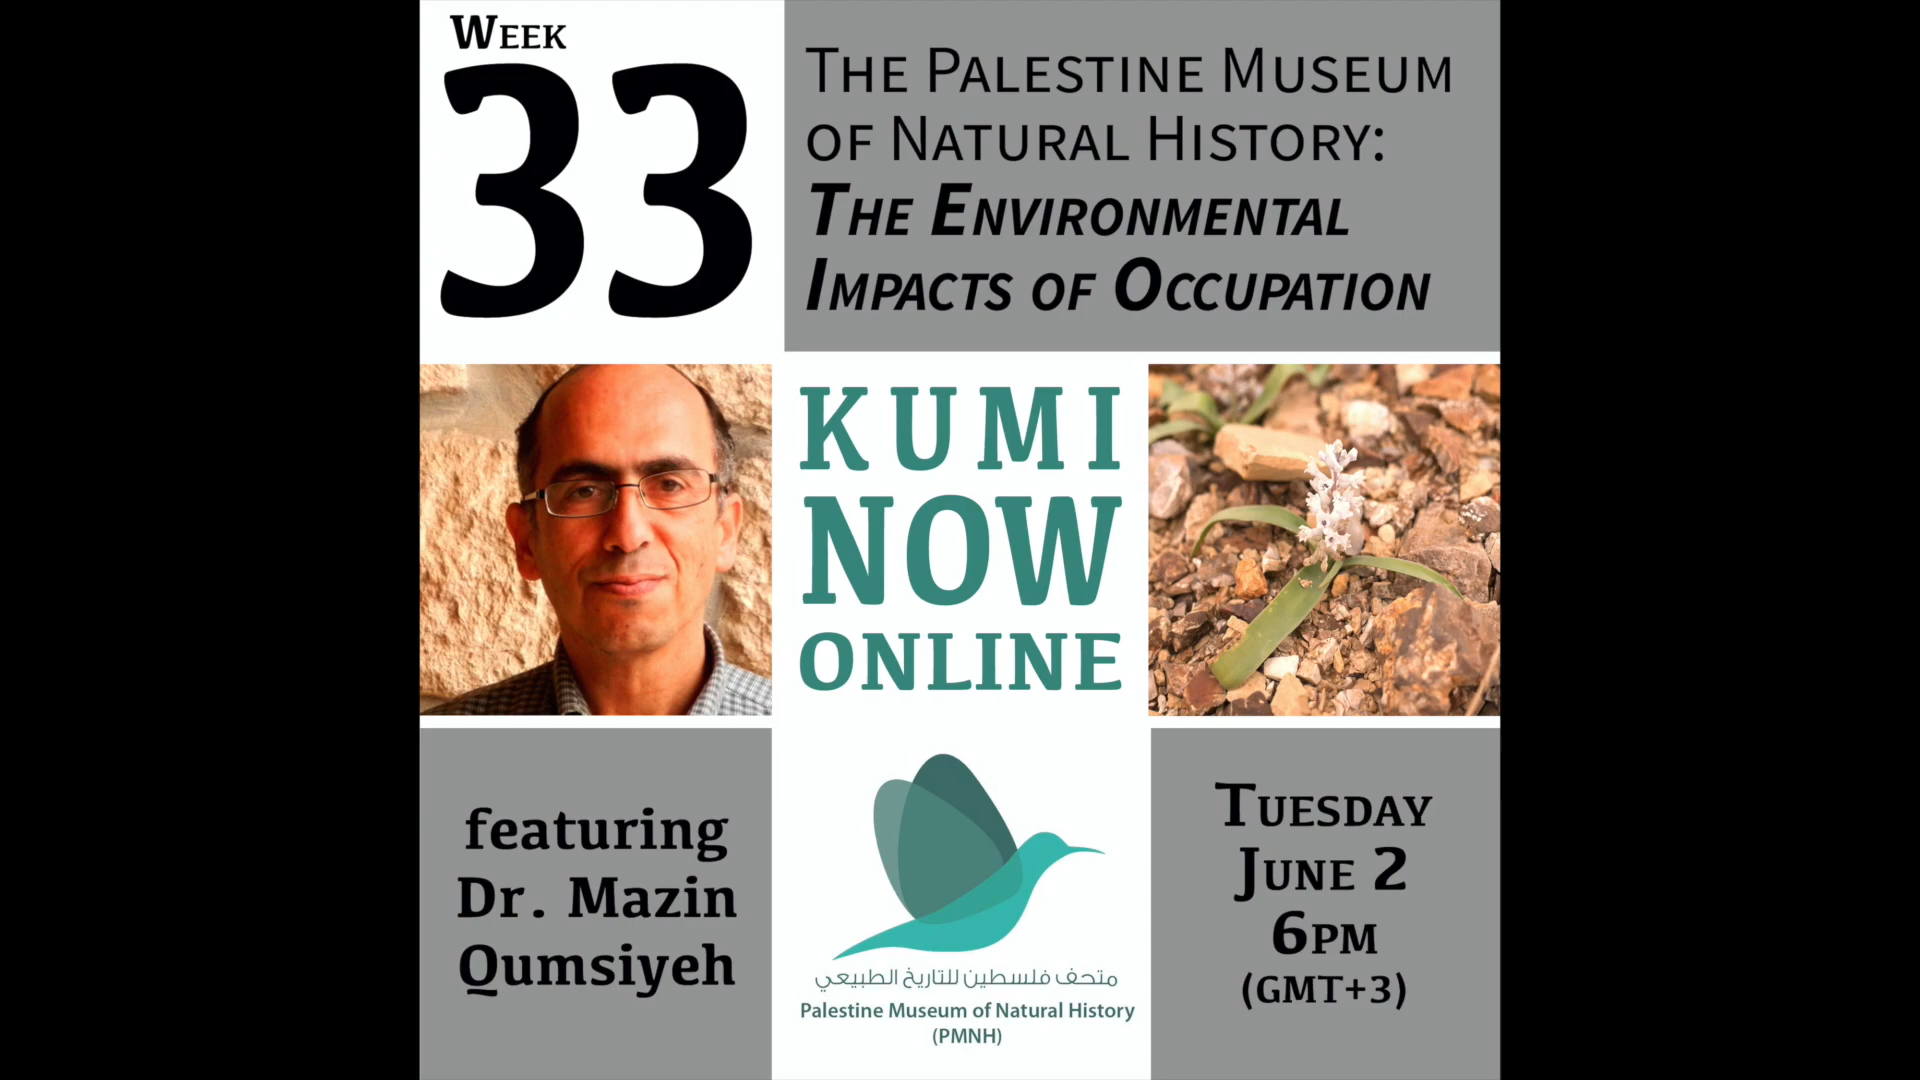 WEEK
33
THE PALESTINE MUSEUM
OF NATURAL HISTORY:
THE ENVIRONMENTAL
IMPACTS OF OCCUPATION
KUMI
NOW
ONLINE
featuring
Dr. Mazin
Qumsiyeh
متحف فلسطين للتاريخ الطبيعي
Palestine Museum of Natural History
(PMNH)
TUESDAY
JUNE 2
6PM
(GMT+3)